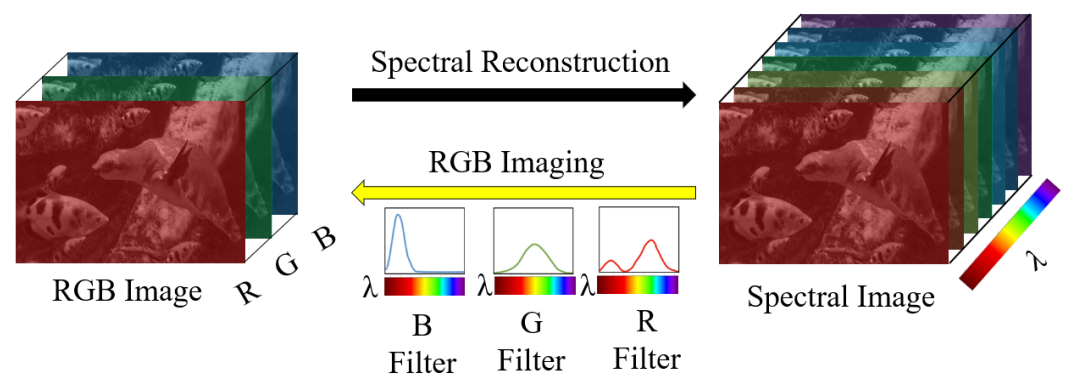 Spectral Reconstruction
RGB Imaging
RGB Image
R
G
B
λ
λ
λ
B
Filter
G
Filter
R
Filter
Spectral Image
λ